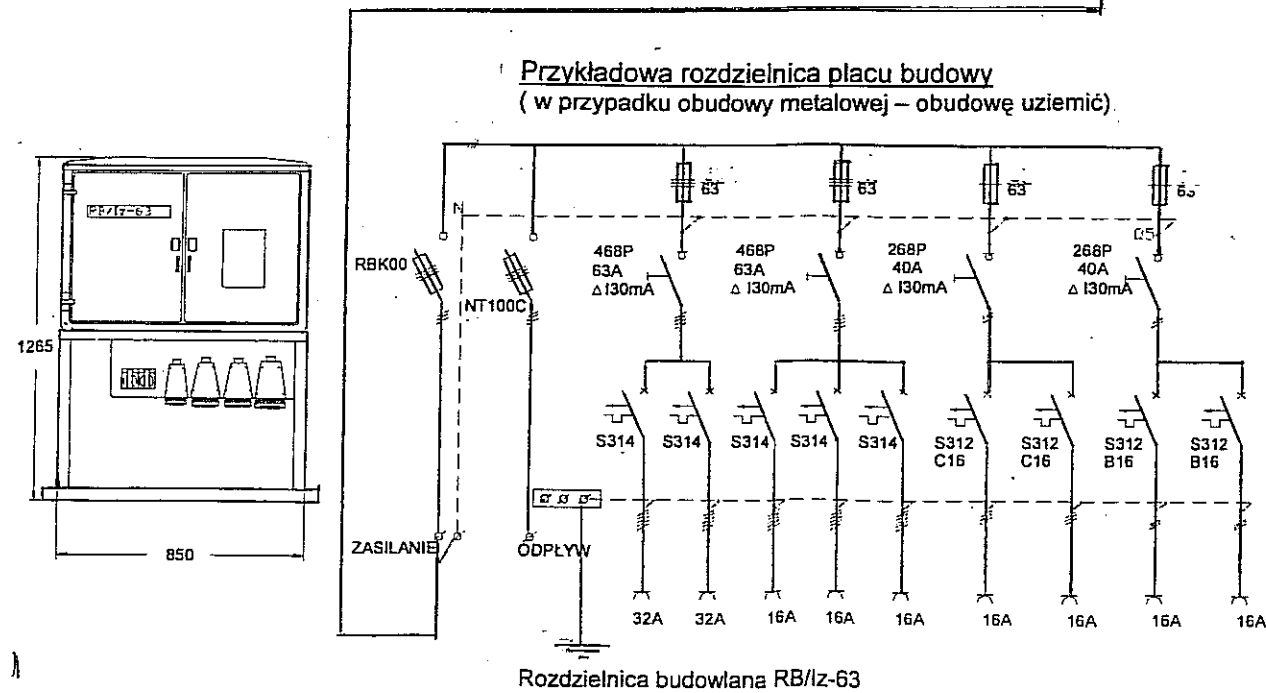 Przykładowa rozdzielnica placu budowy
( w przypadku obudowy metalowej – obudowę uziemić)
RB/Iz-63
1265
850
63
63
63
N
RBK00
NT100C
468P
63A
Δ I30mA
468P
63A
Δ I30mA
268P
40A
Δ I30mA
268P
40A
Δ I30mA
S314
S314
S314
S314
S314
S312
C16
S312
C16
S312
B16
S312
B16
ZASILANIE
ODPŁYW
32A
32A
16A
16A
16A
16A
16A
16A
16A
Rozdzielnica budowlana RB/Iz-63